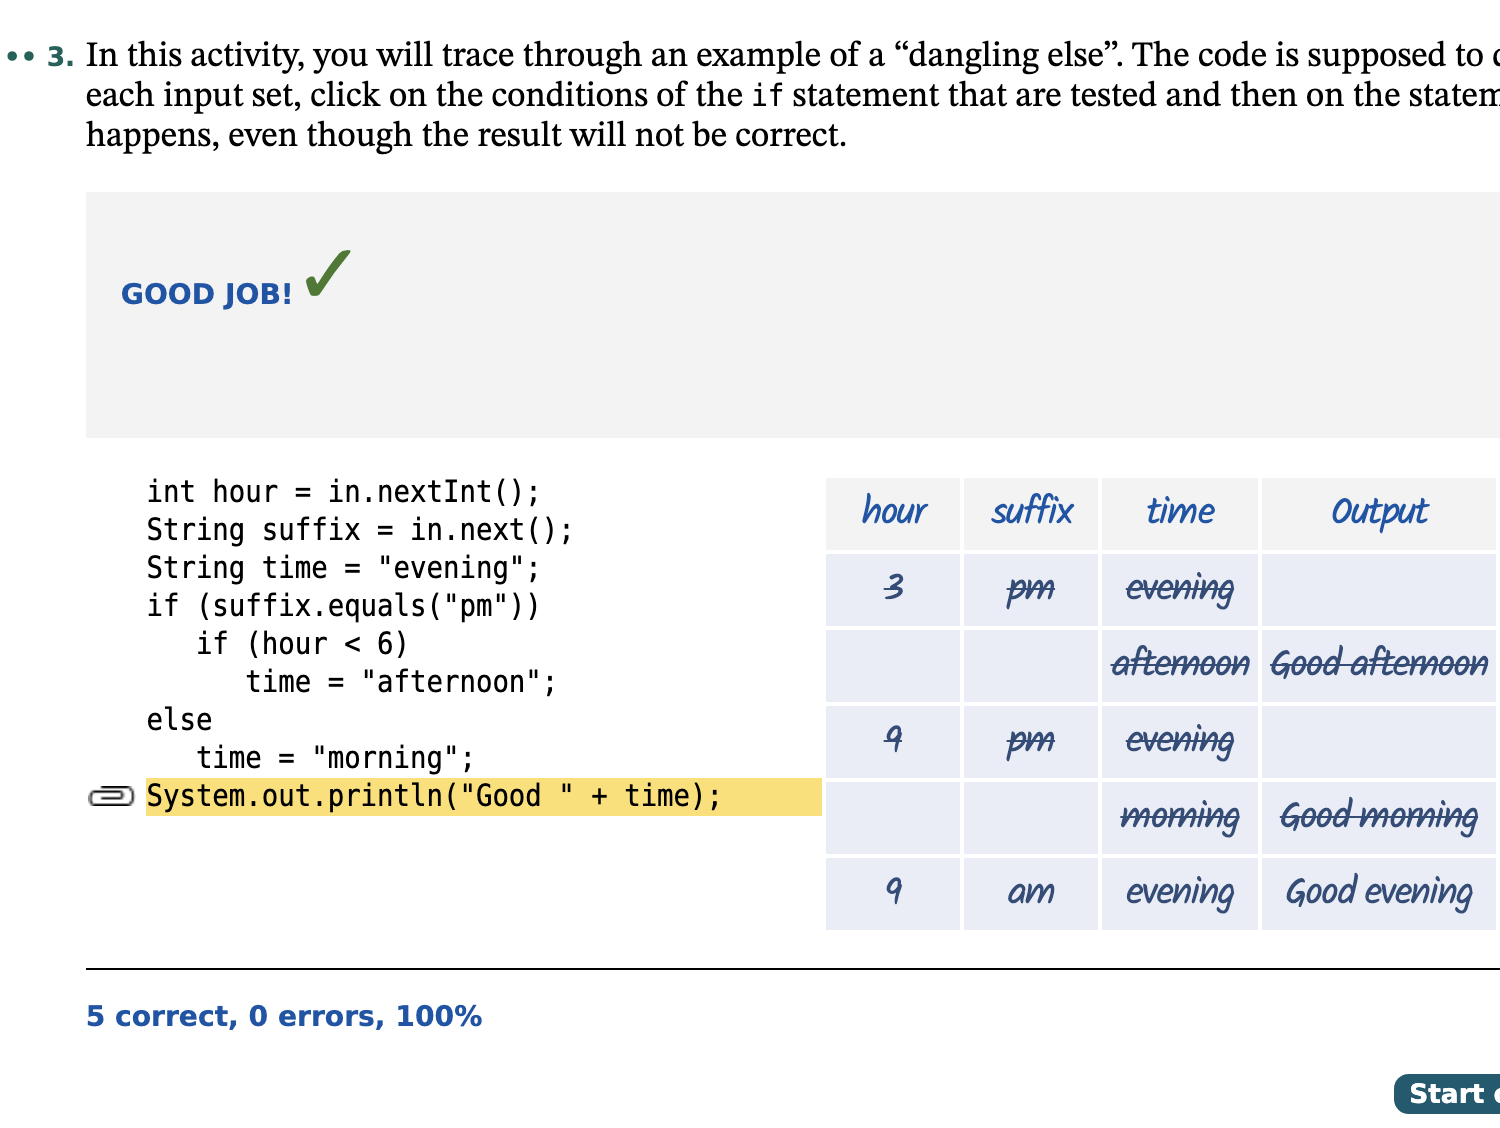 •• 3. In this activity, you will trace through an example of a “dangling else”. The code is supposed to
each input set, click on the conditions of the if statement that are tested and then on the
happens, even though the result will not be correct.
GOOD JOB! ✓
int hour = in.nextInt();
String suffix = in.next();
String time = "evening";
if (suffix.equals("pm"))
   if (hour < 6)
      time = "afternoon";
else
   time = "morning";
System.out.println("Good " + time);
hour suffix time Output
3 pm evening
afternoon Good afternoon
9 pm evening
morning Good morning
9 am evening Good evening
5 correct, 0 errors, 100%
Start